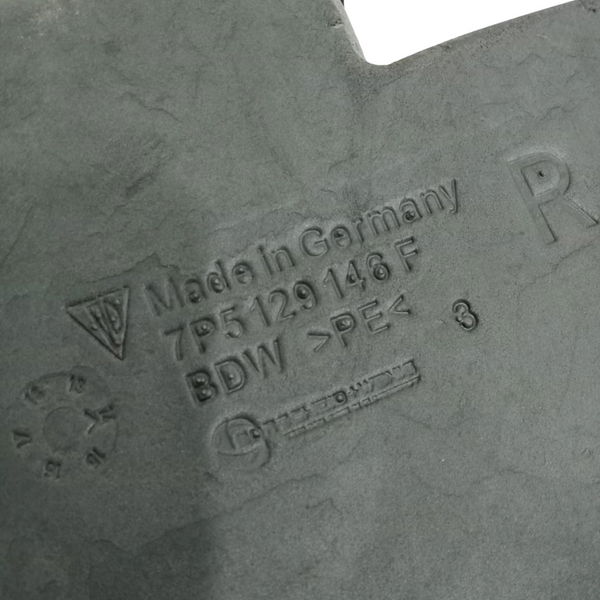 R
Made in Germany
7P5 129 146 F
BDW >PE< 3